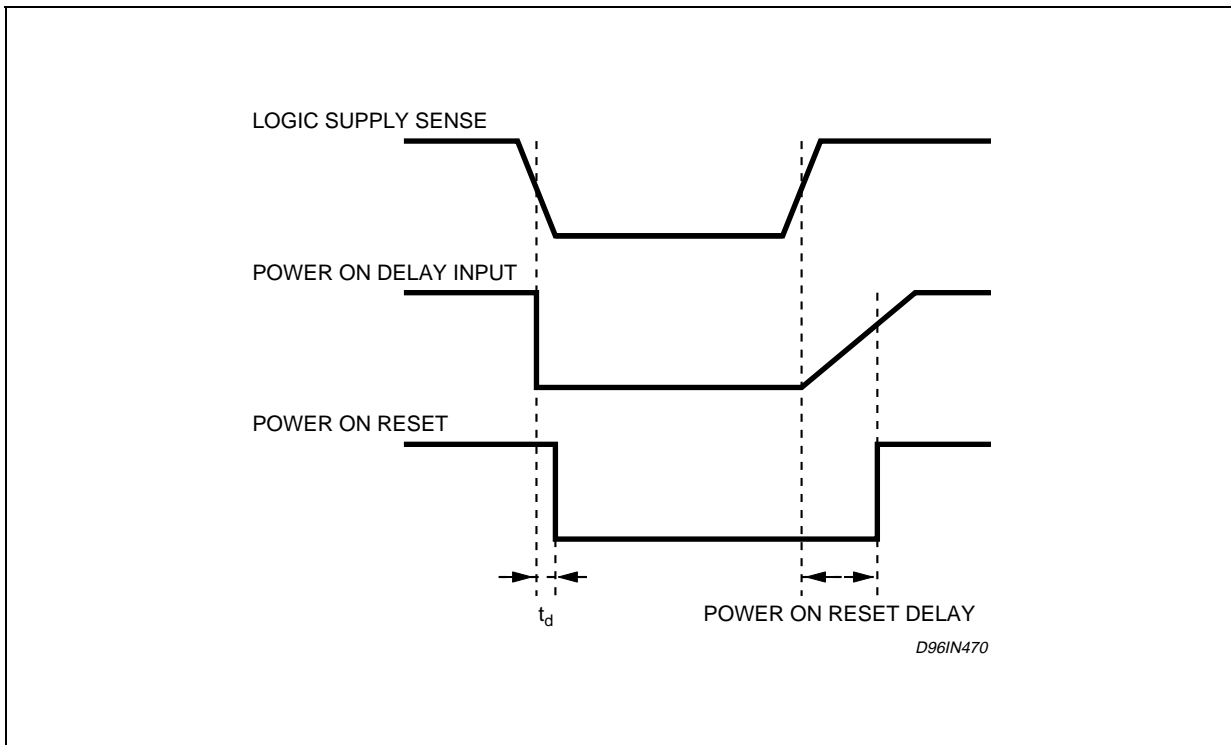 LOGIC SUPPLY SENSE
POWER ON DELAY INPUT
POWER ON RESET
td
POWER ON RESET DELAY
D96IN470